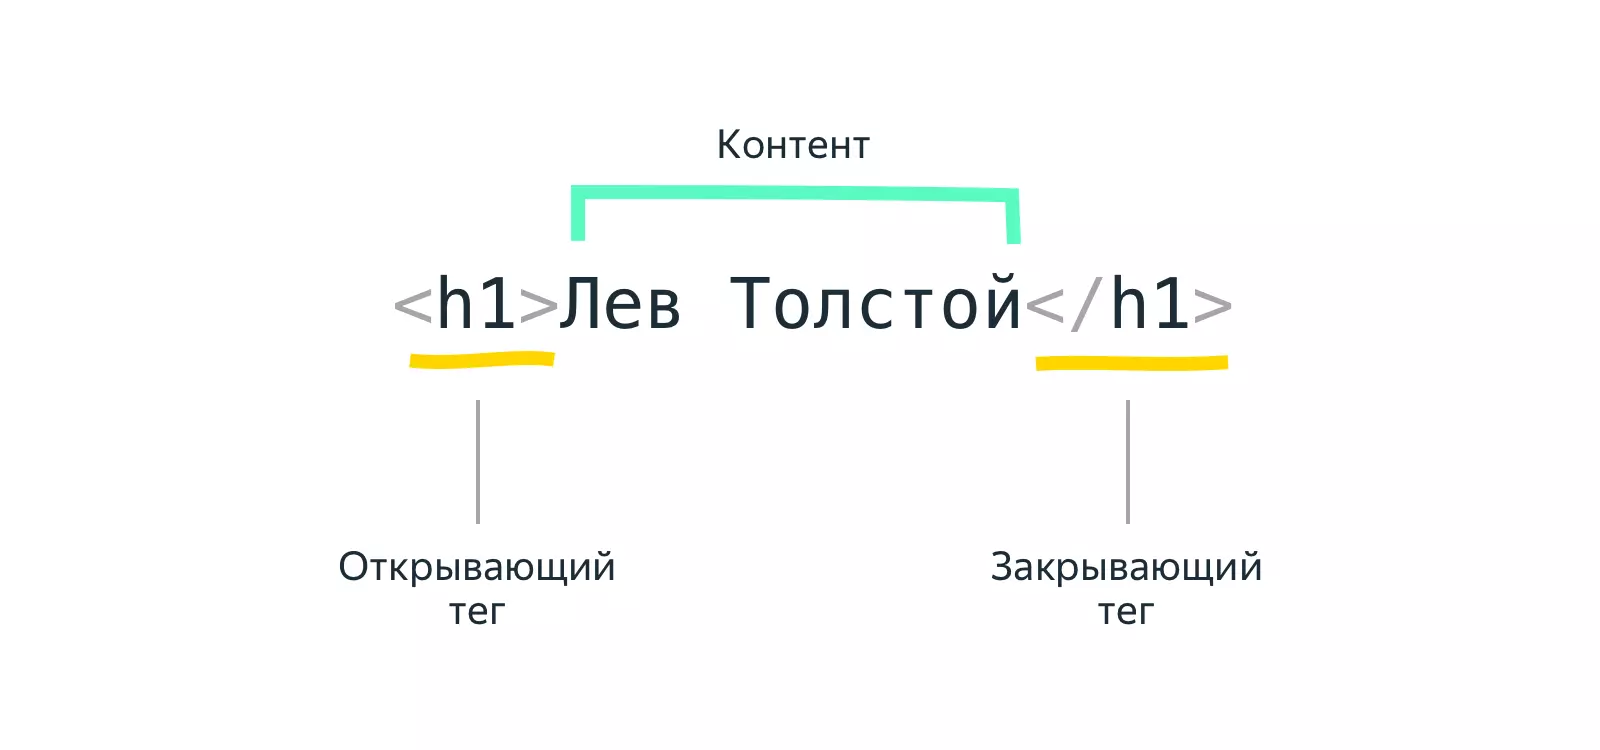 Контент
<h1>Лев Толстой</h1>
Открывающий
тег
Закрывающий
тег